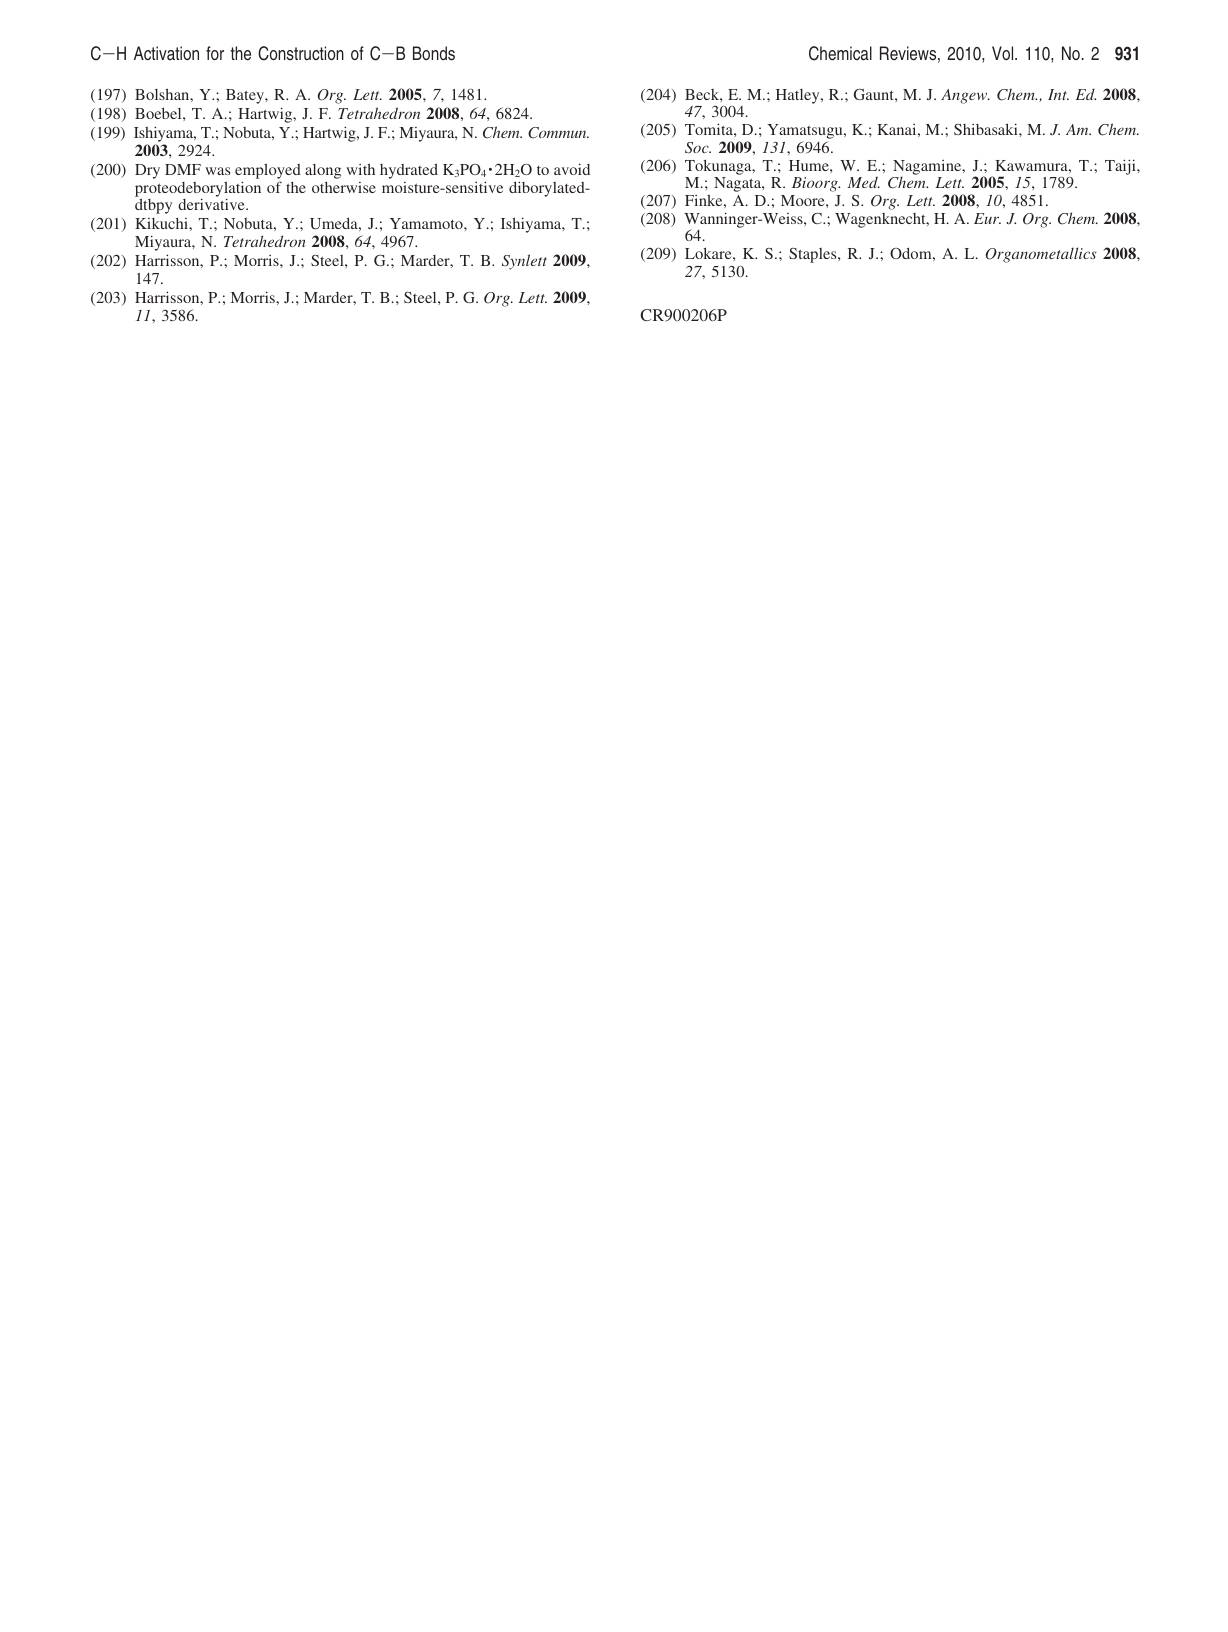 C−H Activation for the Construction of C−B Bonds
Chemical Reviews, 2010, Vol. 110, No. 2 931
(197) Bolshan, Y.; Batey, R. A. Org. Lett. 2005, 7, 1481.
(198) Boebel, T. A.; Hartwig, J. F. Tetrahedron 2008, 64, 6824.
(199) Ishiyama, T.; Nobuta, Y.; Hartwig, J. F.; Miyaura, N. Chem. Commun.
2003, 2924.
(200) Dry DMF was employed along with hydrated K₃PO₄·2H₂O to avoid
proteodeborylation of the otherwise moisture-sensitive diborylated-
dtbpy derivative.
(201) Kikuchi, T.; Nobuta, Y.; Umeda, J.; Yamamoto, Y.; Ishiyama, T.;
Miyaura, N. Tetrahedron 2008, 64, 4967.
(202) Harrisson, P.; Morris, J.; Steel, P. G.; Marder, T. B. Synlett 2009,
147.
(203) Harrisson, P.; Morris, J.; Marder, T. B.; Steel, P. G. Org. Lett. 2009,
11, 3586.
(204) Beck, E. M.; Hatley, R.; Gaunt, M. J. Angew. Chem., Int. Ed. 2008,
47, 3004.
(205) Tomita, D.; Yamatsugu, K.; Kanai, M.; Shibasaki, M. J. Am. Chem.
Soc. 2009, 131, 6946.
(206) Tokunaga, T.; Hume, W. E.; Nagamine, J.; Kawamura, T.; Taiji,
M.; Nagata, R. Bioorg. Med. Chem. Lett. 2005, 15, 1789.
(207) Finke, A. D.; Moore, J. S. Org. Lett. 2008, 10, 4851.
(208) Wanninger-Weiss, C.; Wagenknecht, H. A. Eur. J. Org. Chem. 2008,
64.
(209) Lokare, K. S.; Staples, R. J.; Odom, A. L. Organometallics 2008,
27, 5130.
CR900206P